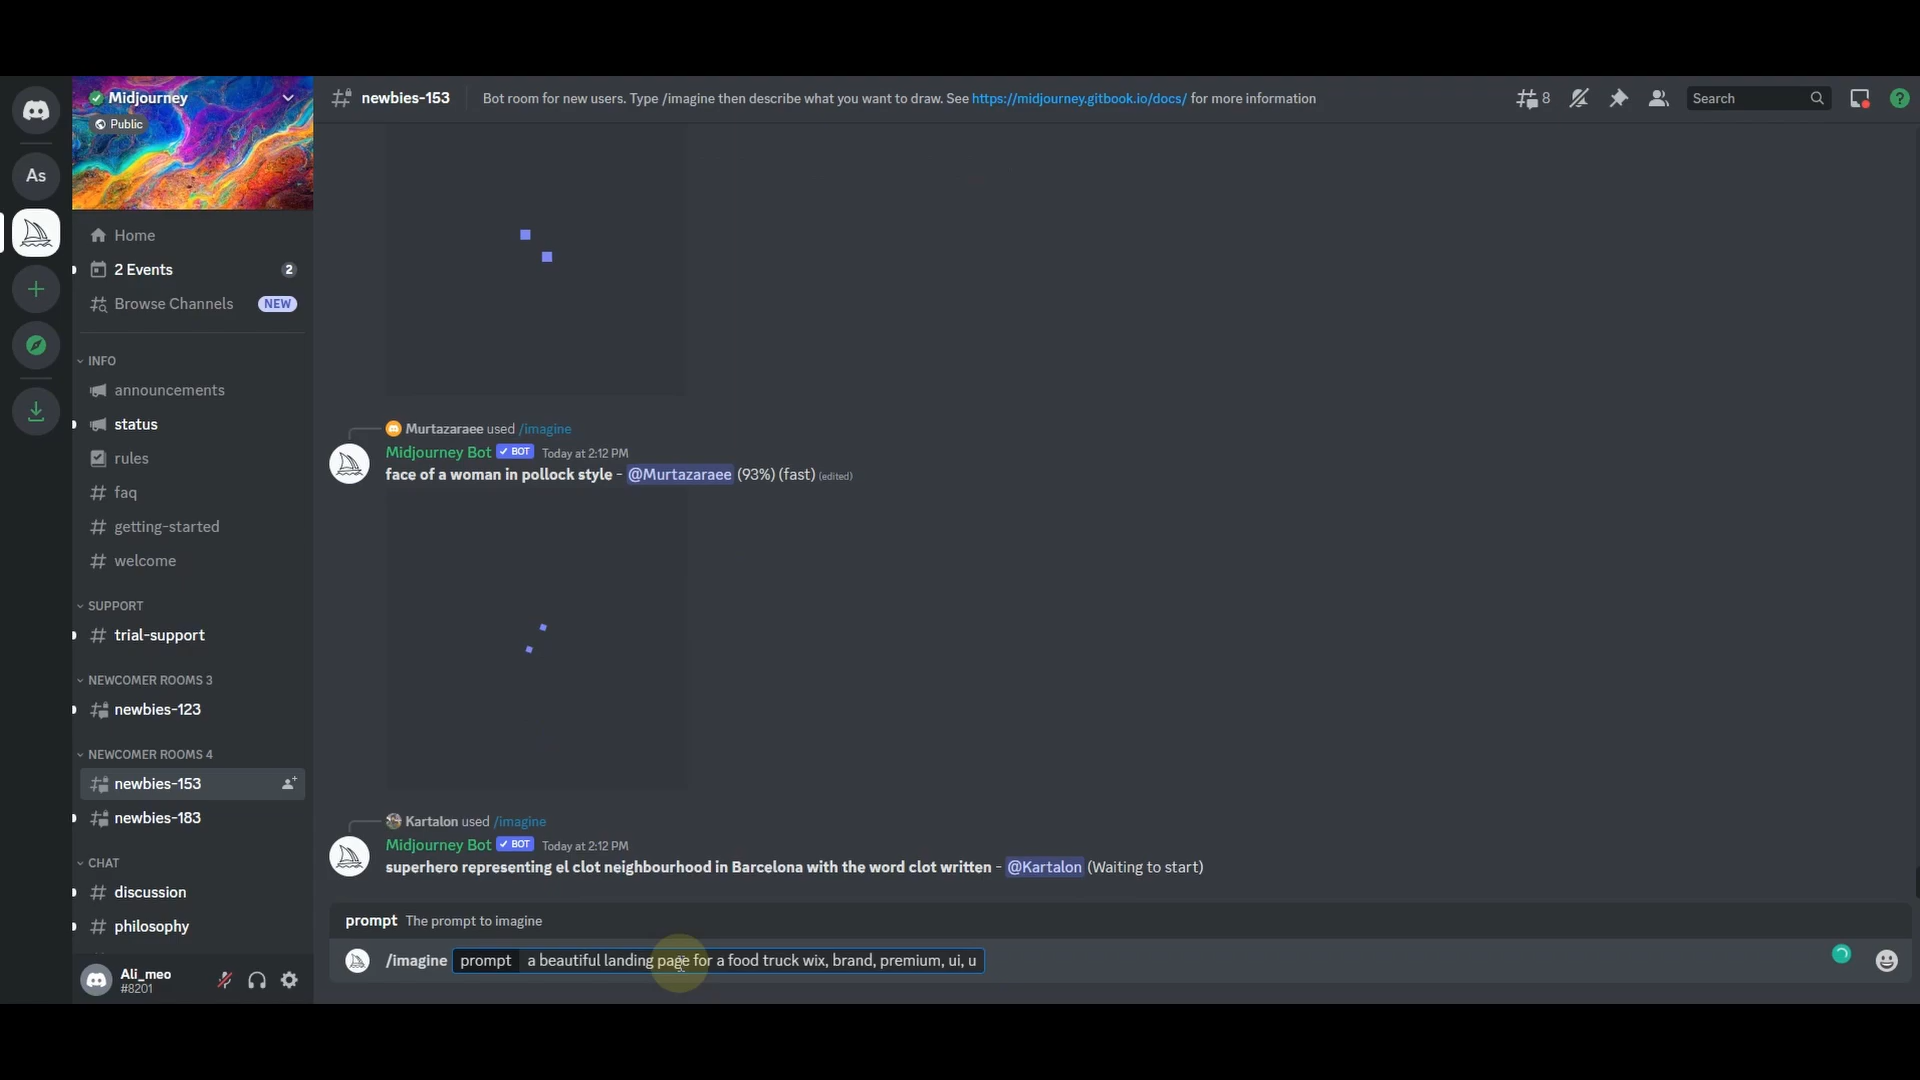 Midjourney
Public
As
Home
2 Events 2
Browse Channels NEW
INFO
announcements
status
rules
faq
getting-started
welcome
SUPPORT
trial-support
NEWCOMER ROOMS 3
newbies-123
NEWCOMER ROOMS 4
newbies-153
newbies-183
CHAT
discussion
philosophy
Ali_meo
#8201
newbies-153 Bot room for new users. Type /imagine then describe what you want to draw. See https://midjourney.gitbook.io/docs/ for more information 8 Search
Murtazaraee used /imagine
Midjourney Bot BOT Today at 2:12 PM
face of a woman in pollock style - @Murtazaraee (93%) (fast) (edited)
Kartalon used /imagine
Midjourney Bot BOT Today at 2:12 PM
superhero representing el clot neighbourhood in Barcelona with the word clot written - @Kartalon (Waiting to start)
prompt The prompt to imagine
/imagine prompt a beautiful landing page for a food truck wix, brand, premium, ui, u